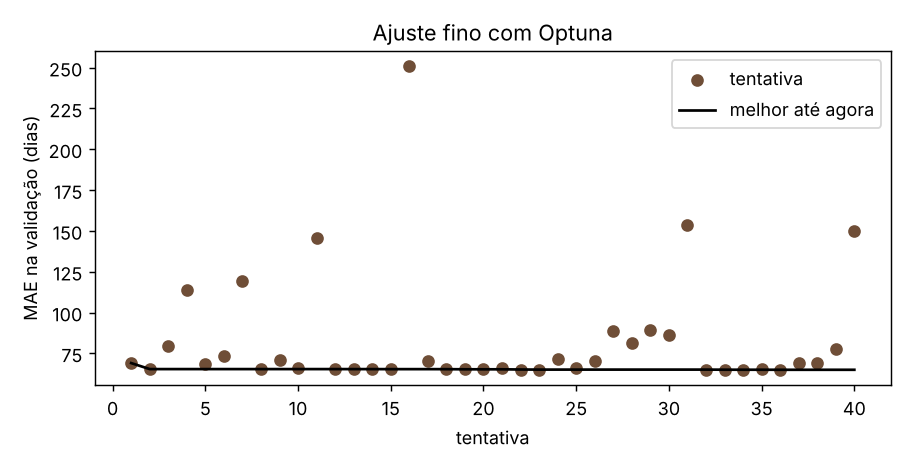 Ajuste fino com Optuna
MAE na validação (dias)
250
225
200
175
150
125
100
75
tentativa
melhor até agora
0 5 10 15 20 25 30 35 40
tentativa